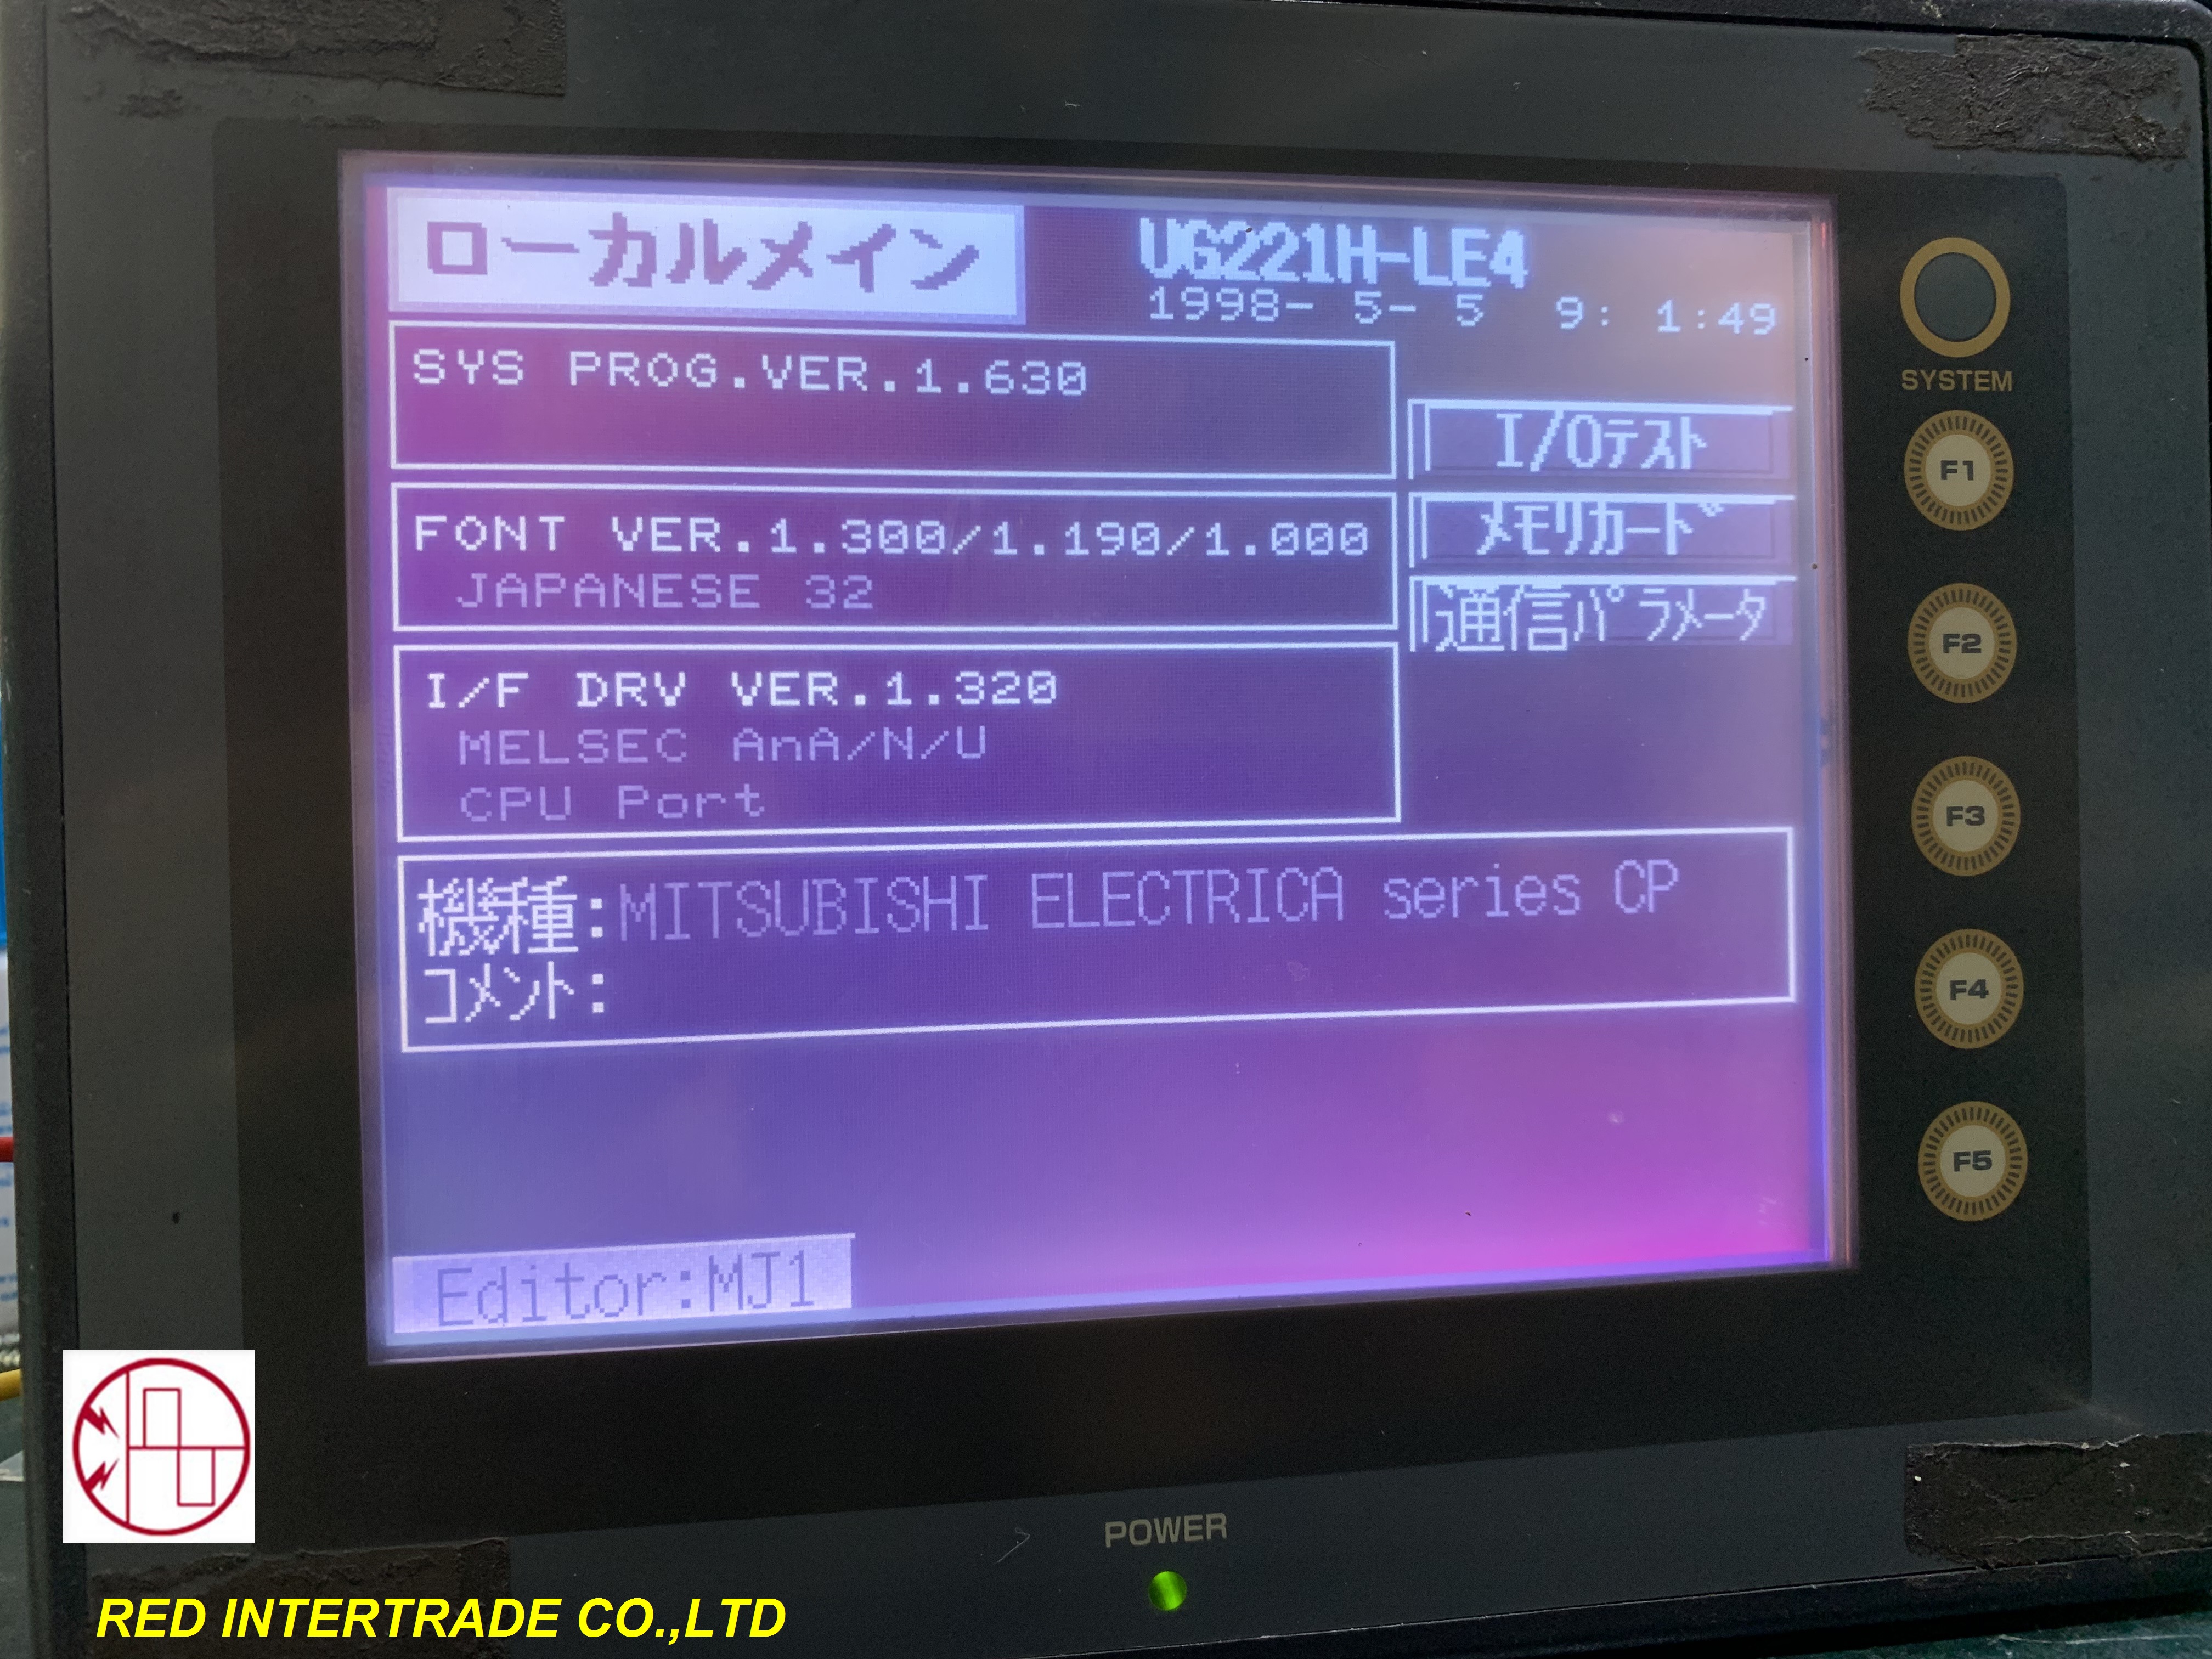 ローカルメイン
UG221H-LE4
1998- 5- 5 9: 1:49
SYS PROG.VER.1.630
FONT VER.1.300/1.190/1.000
JAPANESE 32
I/F DRV VER.1.320
MELSEC AnA/N/U
CPU Port
I/Oテスト
メモリカード
通信パラメータ
機種:MITSUBISHI ELECTRICA series CP
コメント:
Editor:MJ1
SYSTEM
F1
F2
F3
F4
F5
POWER
RED INTERTRADE CO.,LTD